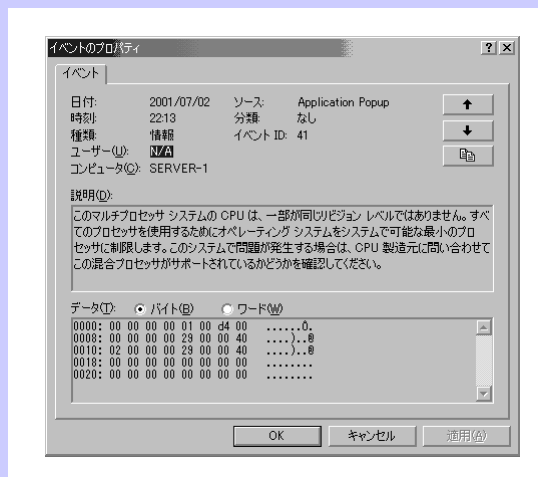 イベントのプロパティ
イベント
日付: 2001/07/02 ソース: Application Popup
時刻: 22:13 分類: なし
種類: 情報 イベント ID: 41
ユーザー(U): N/A
コンピュータ(C): SERVER-1
説明(D):
このマルチプロセッサ システムの CPU は、一部が同じリビジョン レベルではありません。すべ
てのプロセッサを使用するためにオペレーティング システムをシステムで可能な最小のプロ
セッサに制限します。このシステムで問題が発生する場合は、CPU 製造元に問い合わせて
この混合プロセッサがサポートされているかどうかを確認してください。
データ(T): バイト(B) ワード(W)
0000: 00 00 00 00 01 00 d4 00 ......Ô.
0008: 00 00 00 00 29 00 00 40 ....)..@
0010: 02 00 00 00 29 00 00 40 ....)..@
0018: 00 00 00 00 00 00 00 00 ........
0020: 00 00 00 00 00 00 00 00 ........
OK キャンセル 適用(A)